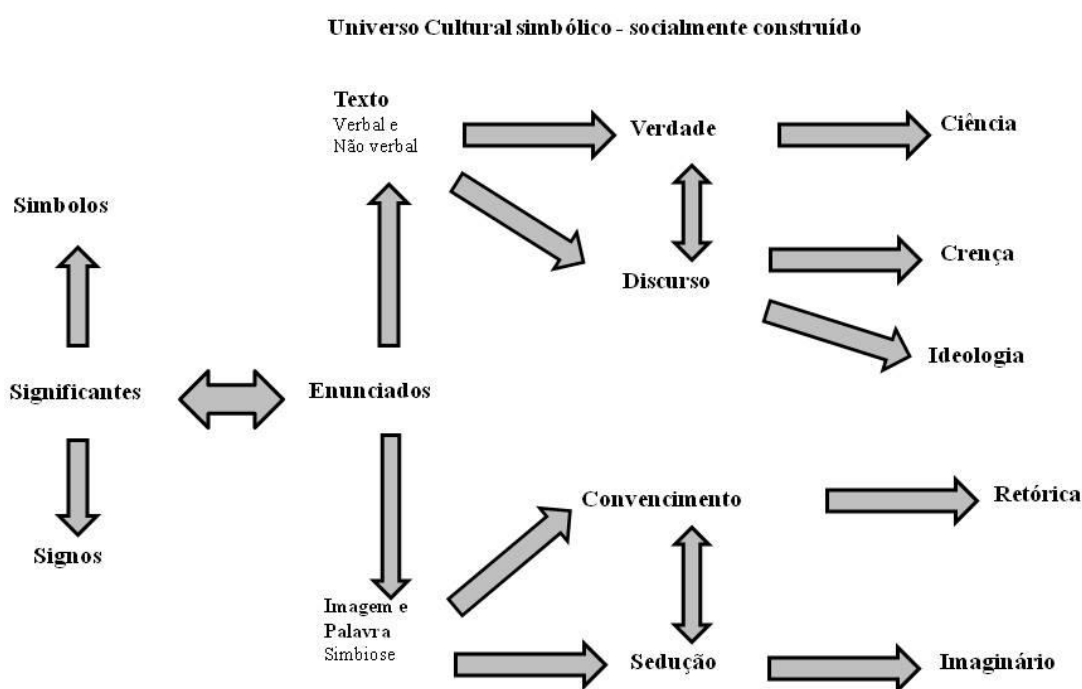 Universo Cultural simbólico - socialmente construído
Texto
Verbal e
Não verbal
Verdade
Ciência
Simbolos
Crença
Discurso
Ideologia
Significantes
Enunciados
Convencimento
Retórica
Signos
Imagem e
Palavra
Simbiose
Sedução
Imaginário